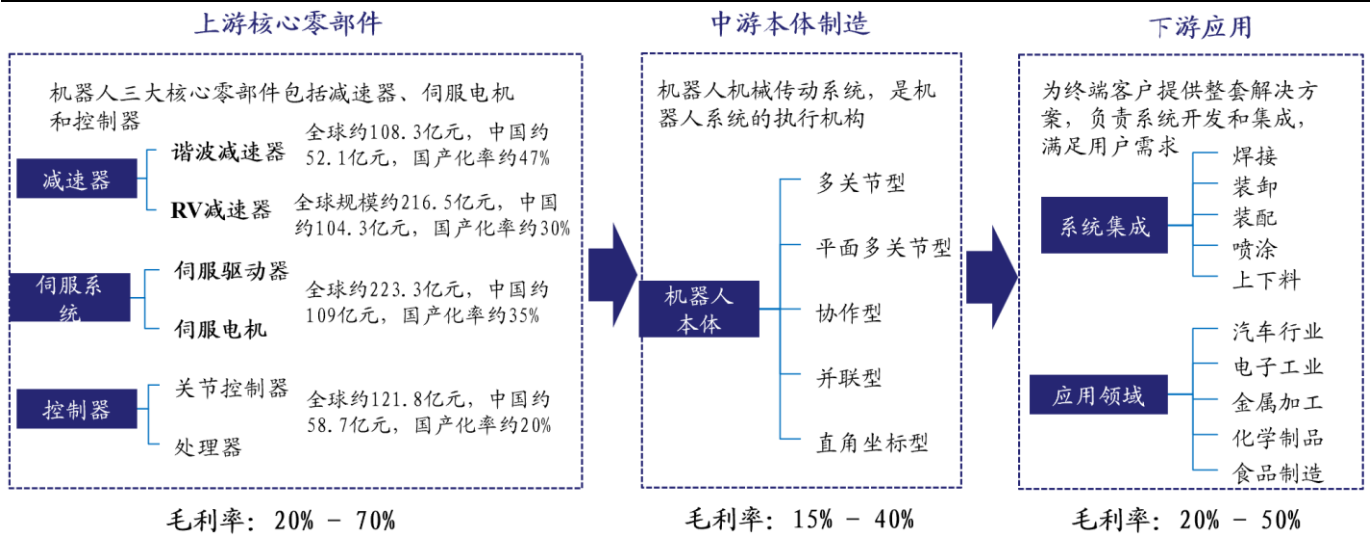 上游核心零部件
机器人三大核心零部件包括减速器、伺服电机
和控制器
减速器
谐波减速器
全球约108.3亿元，中国约
52.1亿元，国产化率约47%
RV减速器
全球规模约216.5亿元，中国
约104.3亿元，国产化率约30%
伺服系
统
伺服驱动器
伺服电机
全球约223.3亿元，中国约
109亿元，国产化率约35%
控制器
关节控制器
处理器
全球约121.8亿元，中国约
58.7亿元，国产化率约20%
毛利率：20% - 70%
中游本体制造
机器人机械传动系统，是机
器人系统的执行机构
机器人
本体
多关节型
平面多关节型
协作型
并联型
直角坐标型
毛利率：15% - 40%
下游应用
为终端客户提供整套解决方
案，负责系统开发和集成，
满足用户需求
系统集成
焊接
装卸
装配
喷涂
上下料
应用领域
汽车行业
电子工业
金属加工
化学制品
食品制造
毛利率：20% - 50%